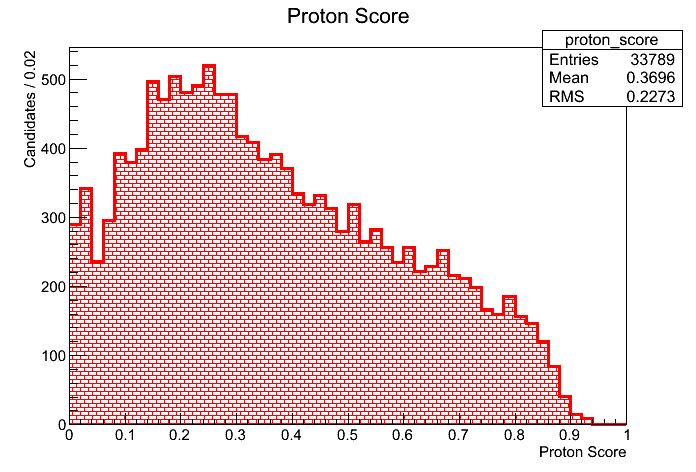 Proton Score
proton_score
Entries 33789
Mean 0.3696
RMS 0.2273
Candidates / 0.02
500
400
300
200
100
0
0 0.1 0.2 0.3 0.4 0.5 0.6 0.7 0.8 0.9 1
Proton Score